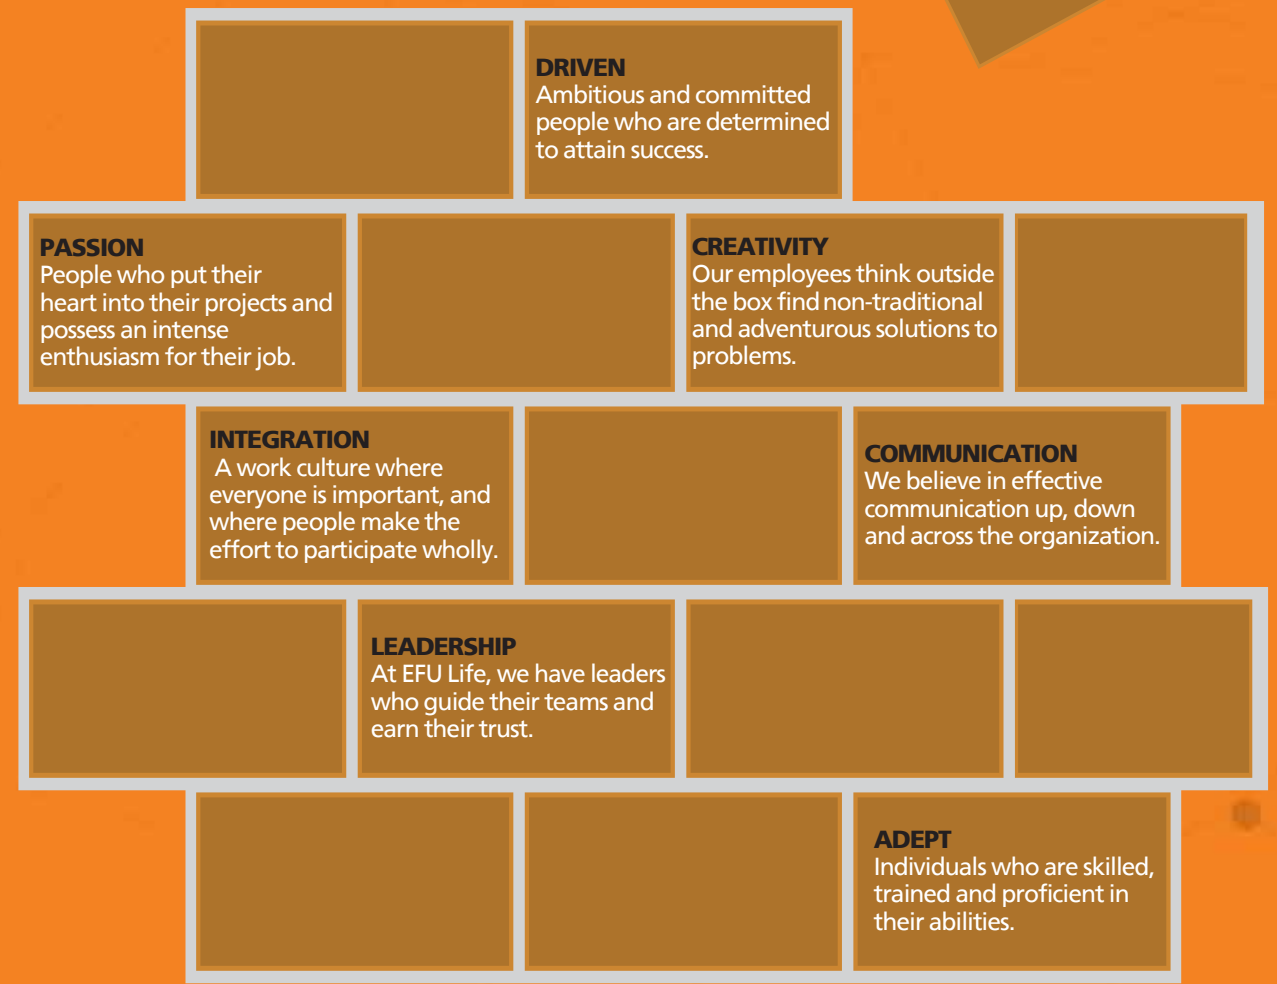 DRIVEN
Ambitious and committed
people who are determined
to attain success.
PASSION
People who put their
heart into their projects and
possess an intense
enthusiasm for their job.
CREATIVITY
Our employees think outside
the box find non-traditional
and adventurous solutions to
problems.
INTEGRATION
A work culture where
everyone is important, and
where people make the
effort to participate wholly.
COMMUNICATION
We believe in effective
communication up, down
and across the organization.
LEADERSHIP
At EFU Life, we have leaders
who guide their teams and
earn their trust.
ADEPT
Individuals who are skilled,
trained and proficient in
their abilities.